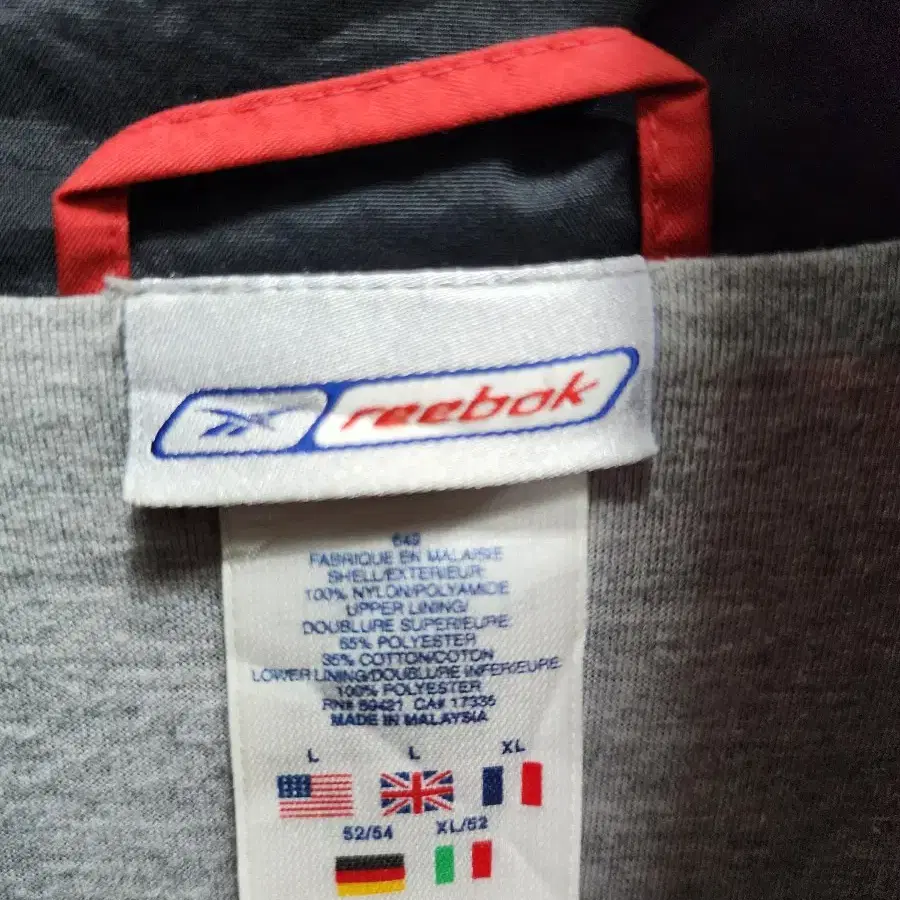 reebok
649
FABRIQUE EN MALAISIE
SHELL/EXTERIEUR:
100% NYLON/POLYAMIDE
UPPER LINING/
DOUBLURE SUPERIEURE:
65% POLYESTER
35% COTTON/COTON
LOWER LINING/DOUBLURE INFERIEURE:
100% POLYESTER
RN# 59421 CA# 17335
MADE IN MALAYSIA
L L XL
52/54 XL/52